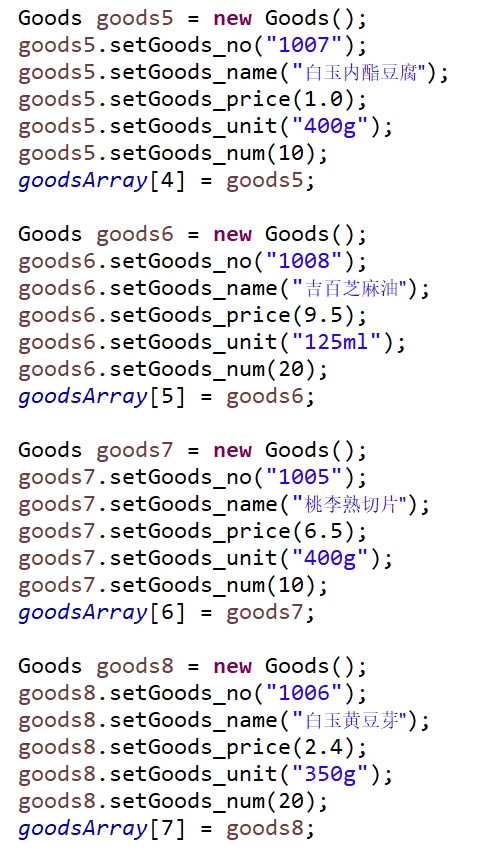 Goods goods5 = new Goods();
goods5.setGoods_no("1007");
goods5.setGoods_name("白玉内酯豆腐");
goods5.setGoods_price(1.0);
goods5.setGoods_unit("400g");
goods5.setGoods_num(10);
goodsArray[4] = goods5;

Goods goods6 = new Goods();
goods6.setGoods_no("1008");
goods6.setGoods_name("吉百芝麻油");
goods6.setGoods_price(9.5);
goods6.setGoods_unit("125ml");
goods6.setGoods_num(20);
goodsArray[5] = goods6;

Goods goods7 = new Goods();
goods7.setGoods_no("1005");
goods7.setGoods_name("桃李熟切片");
goods7.setGoods_price(6.5);
goods7.setGoods_unit("400g");
goods7.setGoods_num(10);
goodsArray[6] = goods7;

Goods goods8 = new Goods();
goods8.setGoods_no("1006");
goods8.setGoods_name("白玉黄豆芽");
goods8.setGoods_price(2.4);
goods8.setGoods_unit("350g");
goods8.setGoods_num(20);
goodsArray[7] = goods8;